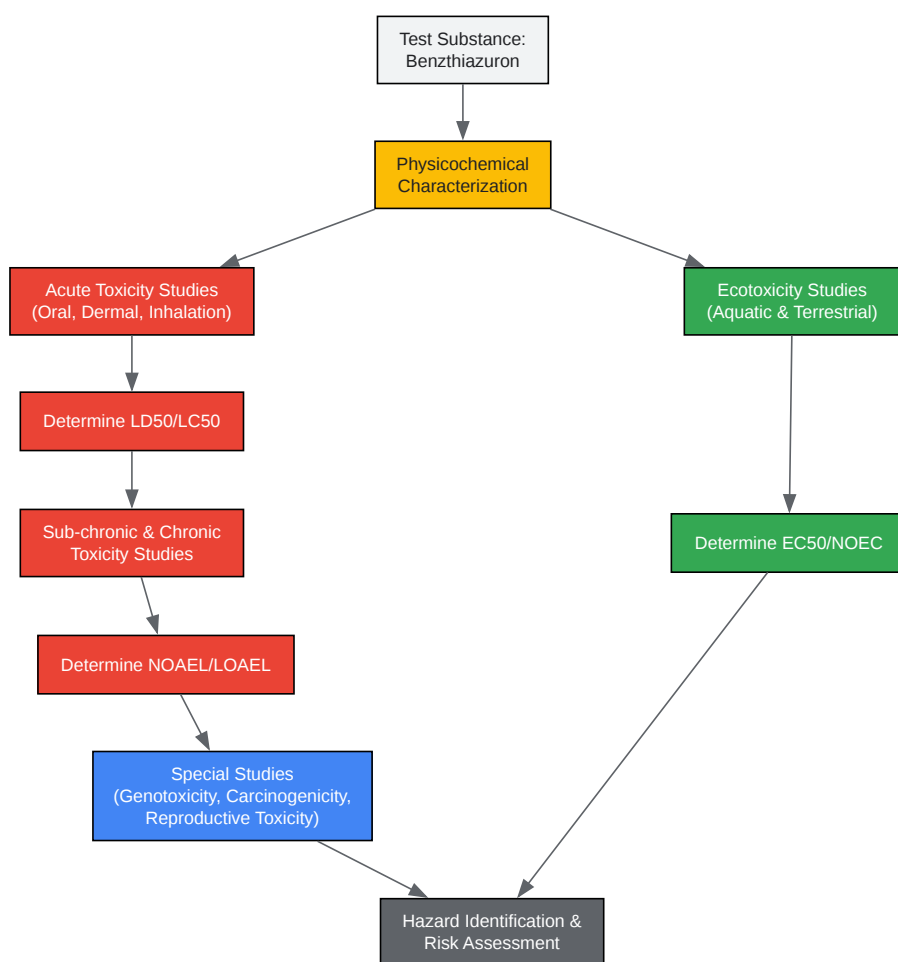 Test Substance:
Benzthiazuron
Physicochemical
Characterization
Acute Toxicity Studies
(Oral, Dermal, Inhalation)
Ecotoxicity Studies
(Aquatic & Terrestrial)
Determine LD50/LC50
Sub-chronic & Chronic
Toxicity Studies
Determine EC50/NOEC
Determine NOAEL/LOAEL
Special Studies
(Genotoxicity, Carcinogenicity,
Reproductive Toxicity)
Hazard Identification &
Risk Assessment